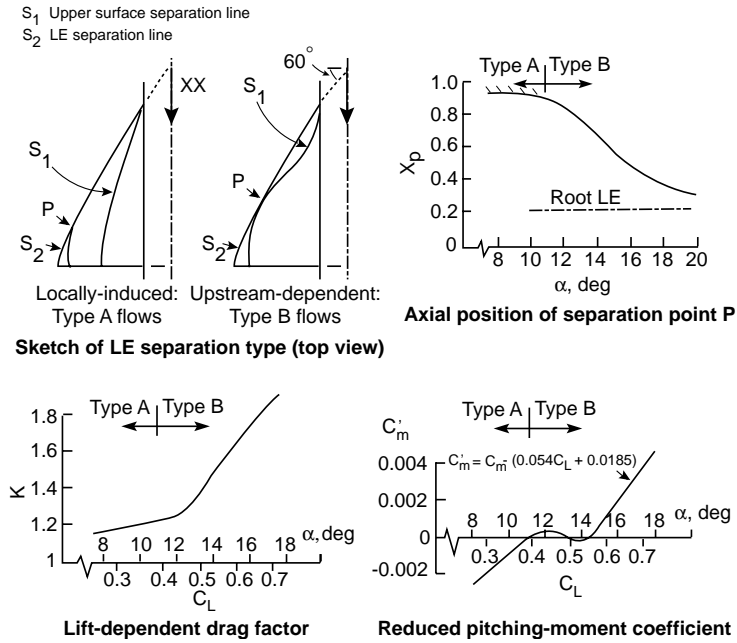 S1 Upper surface separation line
S2 LE separation line
60°
XX
S1
S1
P
P
S2
S2
Locally-induced:
Type A flows
Upstream-dependent:
Type B flows
Sketch of LE separation type (top view)
Type A Type B
1.0
0.8
0.6
0.4
0.2
0
Xp
Root LE
8 10 12 14 16 18 20
α, deg
Axial position of separation point P
Type A Type B
1.8
1.6
1.4
1.2
1
K
8 10 12 14 16 18 α, deg
0.3 0.4 0.5 0.6 0.7
CL
Lift-dependent drag factor
Type A Type B
C'm
C'm = Cm- (0.054CL + 0.0185)
0.004
0.002
0
-0.002
8 10 12 14 16 18 α, deg
0.3 0.4 0.5 0.6 0.7
CL
Reduced pitching-moment coefficient